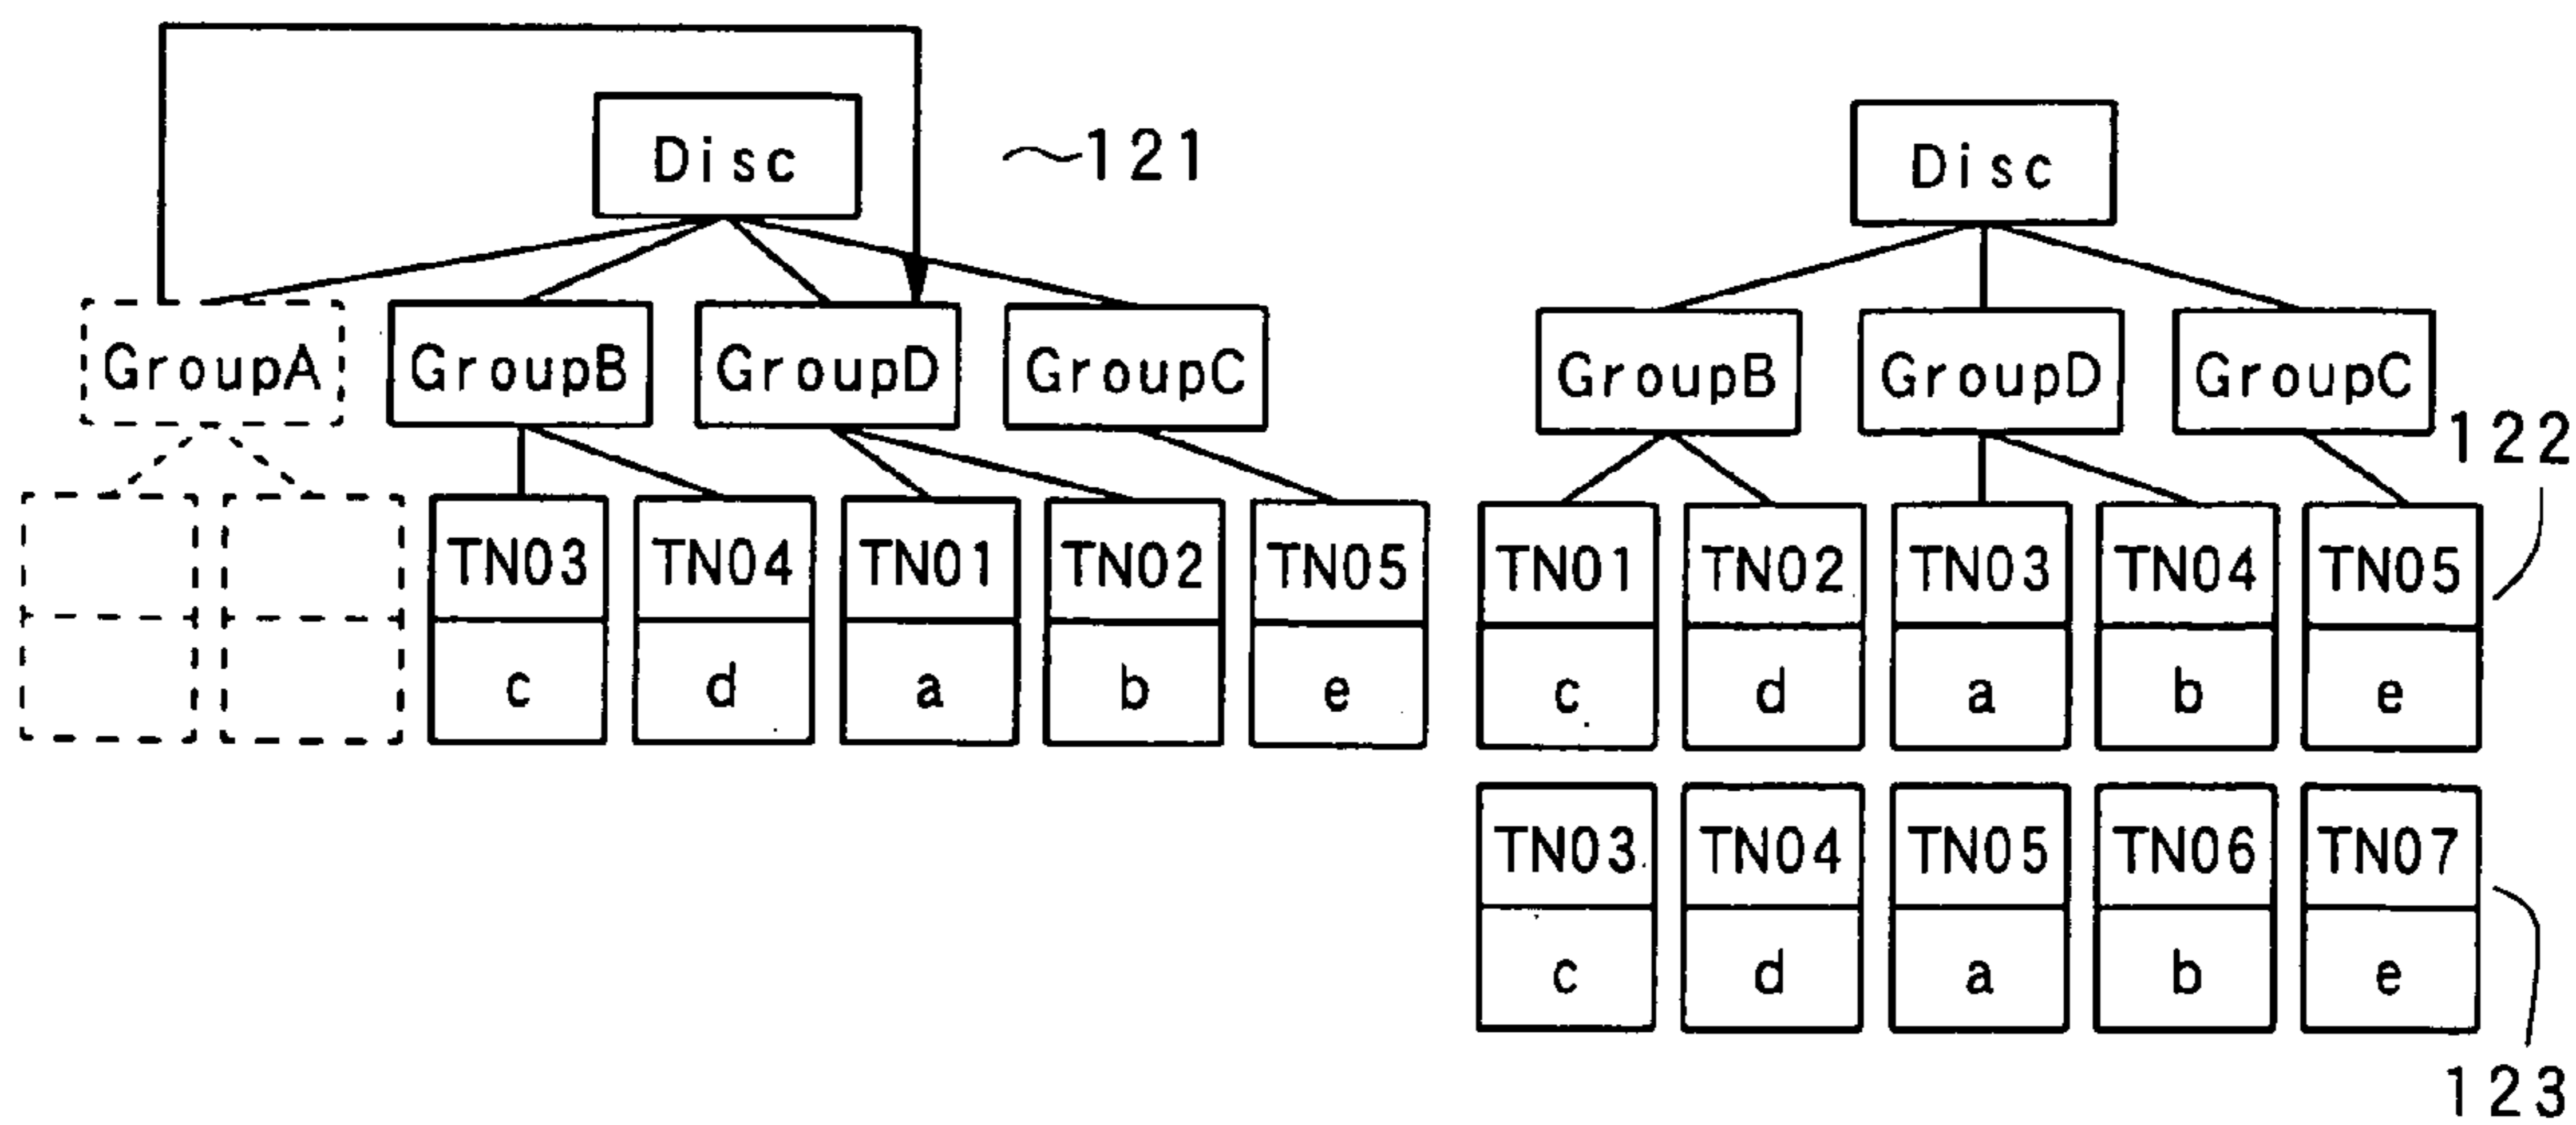 Disc
121
Disc
GroupA GroupB GroupD GroupC
GroupB GroupD GroupC
122
TN03 TN04 TN01 TN02 TN05
c d a b e
TN01 TN02 TN03 TN04 TN05
c d a b e
TN03 TN04 TN05 TN06 TN07
c d a b e
123